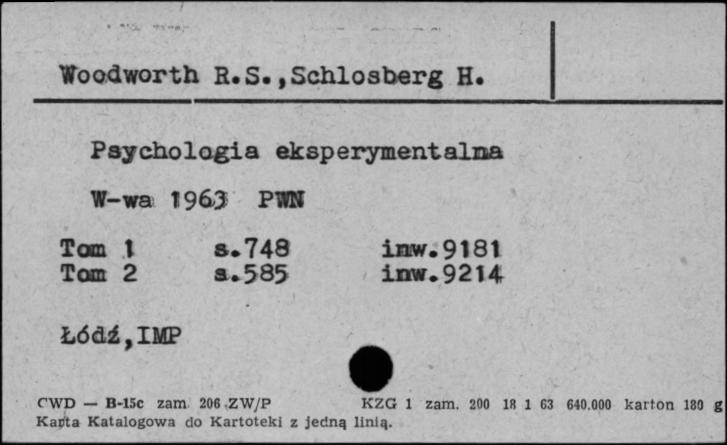 Woodworth R.S.,Schlosberg H.
Psychologia eksperymentalna
W-wa 1963 PWN
Tom 1 s.748 inw.9181
Tom 2 s.585 inw.9214
Łódź,IMP
CWD — B-15c zam 206 ZW/P KZG 1 zam. 200 18 1 63 640.000 karton 180 g
Karta Katalogowa do Kartoteki z jedną linią.